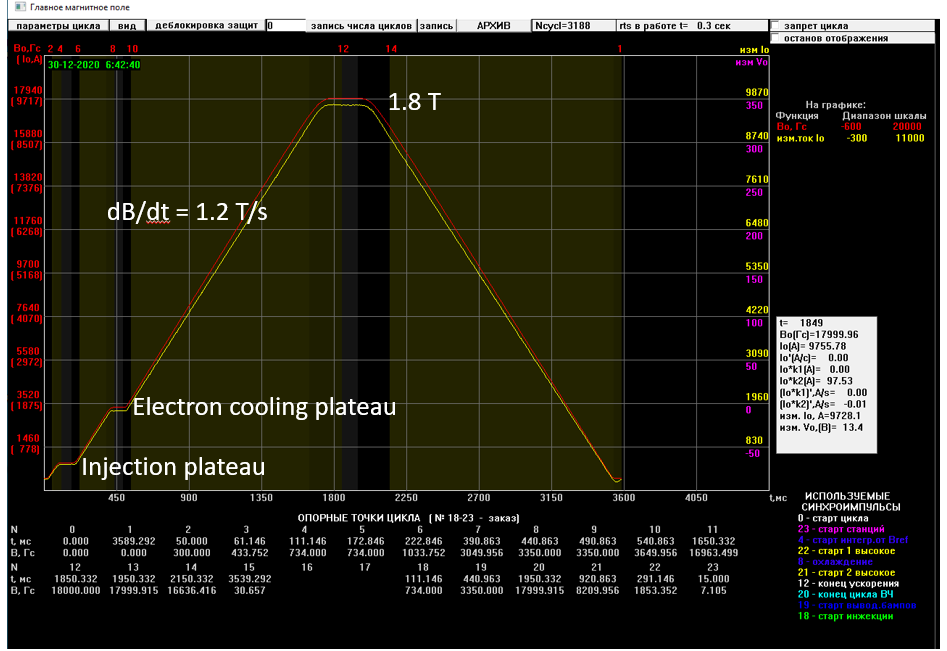 Главное магнитное поле
параметры цикла вид деблокировка защит 0 запись числа циклов запись АРХИВ Ncycl=3188 rts в работе t= 0.3 сек запрет цикла
останов отображения
Bo,Гс 2 4 6 8 10 12 14 1 изм Io
[ Io,A] изм Vo
30-12-2020 6:42:40
17940 9870
[ 9717] 350
1.8 T
15880 8740
[ 8507] 300
13820 7610
[ 7376] 250
dB/dt = 1.2 T/s
11760 6480
[ 6260] 200
9700 5350
[ 5168] 150
7640 4220
[ 4070] 100
5580 3090
[ 2972] 50
3520 1960
[ 1875] 0
Electron cooling plateau
1460 830
[ 778] -50
Injection plateau
450 900 1350 1800 2250 2700 3150 3600 4050 t,мс
На графике:
Функция Диапазон шкалы
Bo, Гс -600 20000
изм.ток Io -300 11000
t= 1849
Bo(Гс)=17999.96
Io(A)= 9755.78
Io'(A/c)= 0.00
Io*k1(A)= 0.00
Io*k2(A)= 97.53
(Io*k1)',A/s= 0.00
(Io*k2)',A/s= -0.01
изм. Io, A=9728.1
изм. Vo,(В)= 13.4
ОПОРНЫЕ ТОЧКИ ЦИКЛА [ № 18-23 - заказ)
N 0 1 2 3 4 5 6 7 8 9 10 11
t, мс 0.000 3589.292 50.000 61.146 111.146 172.846 222.846 390.863 440.863 490.863 540.863 1650.332
B, Гс 0.000 0.000 300.000 433.752 734.000 734.000 1033.752 3049.956 3350.000 3350.000 3649.956 16963.499
N 12 13 14 15 16 17 18 19 20 21 22 23
t, мс 1850.332 1950.332 2150.332 3539.292 111.146 440.963 1950.332 920.863 291.146 15.000
B, Гс 18000.000 17999.915 16636.416 30.657 734.000 3350.000 17999.915 8209.956 1853.352 7.105
ИСПОЛЬЗУЕМЫЕ
СИНХРОИМПУЛЬСЫ
0 - старт цикла
23 - старт станций
4 - старт интегр.от Bref
22 - старт 1 высокое
8 - охлаждение
21 - старт 2 высокое
12 - конец ускорения
20 - конец цикла ВЧ
19 - старт вывод.кампов
18 - старт инжекции